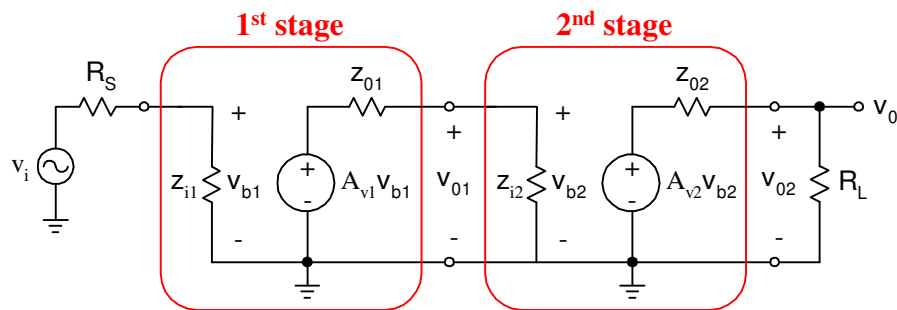 1st stage
2nd stage
RS
z01
z02
+
+
+
+
+
v0
vi
zi1
vb1
+
-
Av1vb1
v01
zi2
vb2
+
-
Av2vb2
v02
RL
-
-
-
-